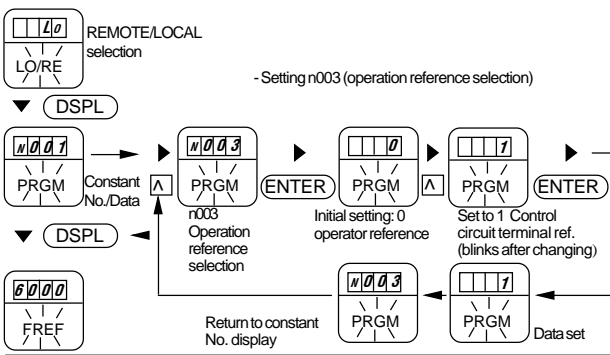 Lo
REMOTE/LOCAL
selection
LO/RE
- Setting n003 (operation reference selection)
DSPL
N001
N003
0
1
PRGM
Constant
No./Data
∧
PRGM
ENTER
PRGM
∧
PRGM
ENTER
n003
Operation
reference
selection
Initial setting: 0
operator reference
Set to 1 Control
circuit terminal ref.
(blinks after changing)
DSPL
6000
FREF
N003
1
PRGM
PRGM
Return to constant
No. display
Data set